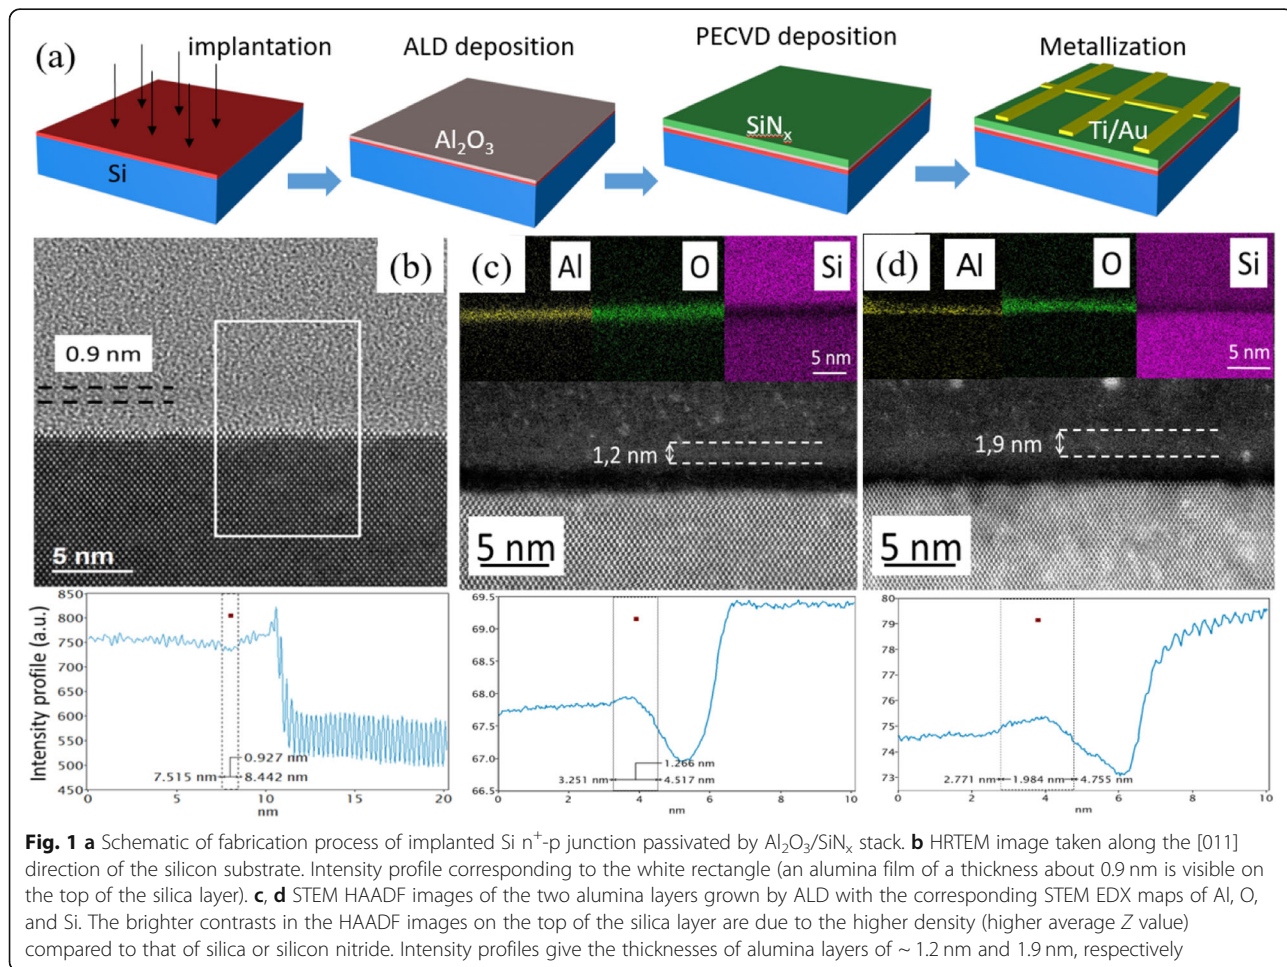 (a)
implantation
ALD deposition
PECVD deposition
Metallization
Si
Al₂O₃
SiNₓ
Ti/Au
(b)
0.9 nm
5 nm
(c)
Al
O
Si
5 nm
1,2 nm
5 nm
(d)
Al
O
Si
5 nm
1,9 nm
5 nm
Intensity profile (a.u.)
850
800
750
700
650
600
550
500
450
0.927 nm
7.515 nm
8.442 nm
0 5 10 15 20
nm
69.5
69.0
68.5
68.0
67.5
67.0
66.5
1.266 nm
3.251 nm
4.517 nm
0 2 4 6 8 10
nm
80
79
78
77
76
75
74
73
2.771 nm
1.984 nm
4.755 nm
0 2 4 6 8 10
nm
Fig. 1 a Schematic of fabrication process of implanted Si n⁺-p junction passivated by Al₂O₃/SiNₓ stack. b HRTEM image taken along the [011]
direction of the silicon substrate. Intensity profile corresponding to the white rectangle (an alumina film of a thickness about 0.9 nm is visible on
the top of the silica layer). c, d STEM HAADF images of the two alumina layers grown by ALD with the corresponding STEM EDX maps of Al, O,
and Si. The brighter contrasts in the HAADF images on the top of the silica layer are due to the higher density (higher average Z value)
compared to that of silica or silicon nitride. Intensity profiles give the thicknesses of alumina layers of ~ 1.2 nm and 1.9 nm, respectively